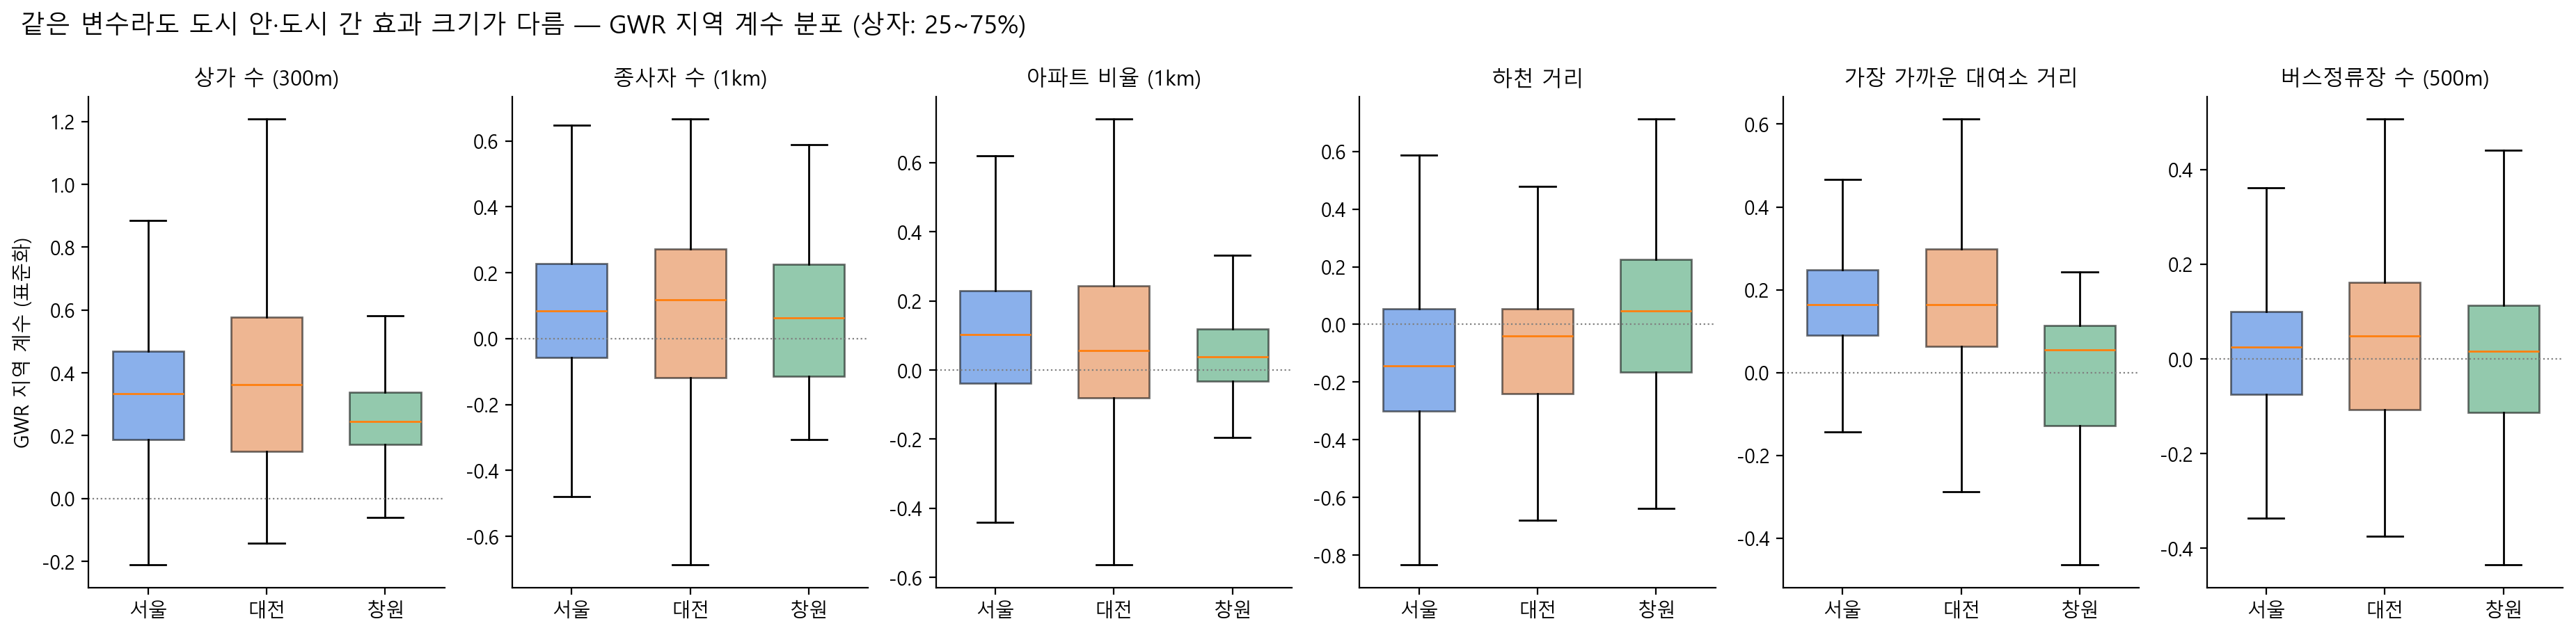 같은 변수라도 도시 안·도시 간 효과 크기가 다름 — GWR 지역 계수 분포 (상자: 25~75%)
상가 수 (300m)
GWR 지역 계수 (표준화)
1.2
1.0
0.8
0.6
0.4
0.2
0.0
-0.2
서울 대전 창원
종사자 수 (1km)
0.6
0.4
0.2
0.0
-0.2
-0.4
-0.6
서울 대전 창원
아파트 비율 (1km)
0.6
0.4
0.2
0.0
-0.2
-0.4
-0.6
서울 대전 창원
하천 거리
0.6
0.4
0.2
0.0
-0.2
-0.4
-0.6
-0.8
서울 대전 창원
가장 가까운 대여소 거리
0.6
0.4
0.2
0.0
-0.2
-0.4
서울 대전 창원
버스정류장 수 (500m)
0.4
0.2
0.0
-0.2
-0.4
서울 대전 창원